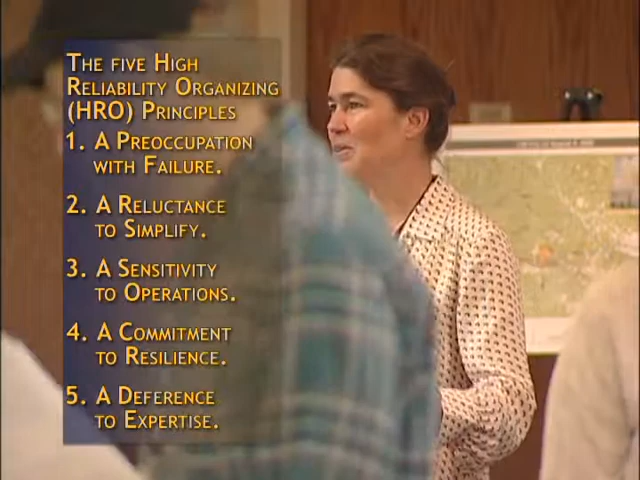 The five High
Reliability Organizing
(HRO) Principles
1. A Preoccupation
with Failure.
2. A Reluctance
to Simplify.
3. A Sensitivity
to Operations.
4. A Commitment
to Resilience.
5. A Deference
to Expertise.